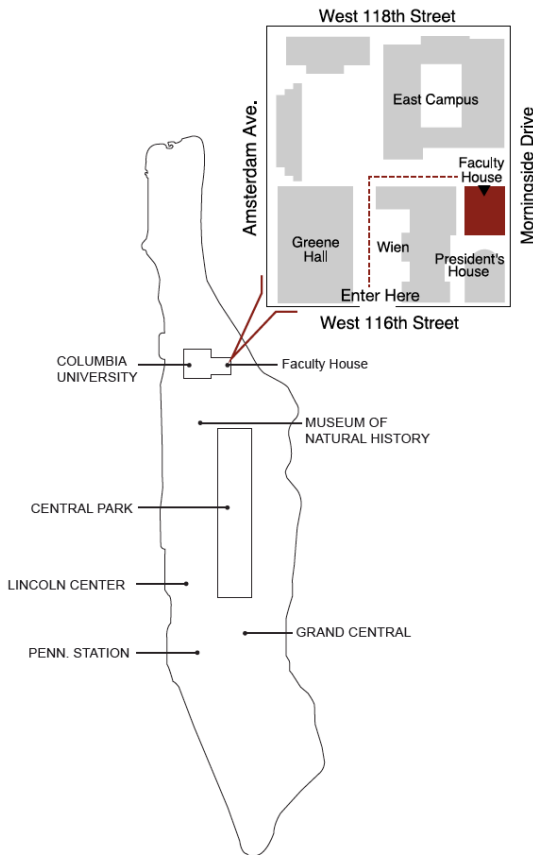 West 118th Street
Amsterdam Ave.
East Campus
Morningside Drive
Faculty
House
Greene
Hall
Wien
President's
House
Enter Here
West 116th Street
COLUMBIA
UNIVERSITY
Faculty House
MUSEUM OF
NATURAL HISTORY
CENTRAL PARK
LINCOLN CENTER
GRAND CENTRAL
PENN. STATION